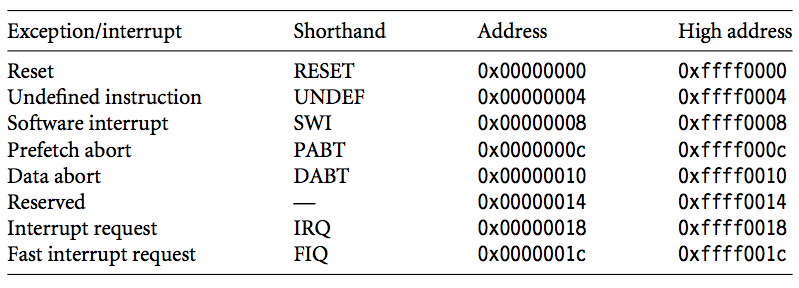 Exception/interrupt Shorthand Address High address
Reset RESET 0x00000000 0xffff0000
Undefined instruction UNDEF 0x00000004 0xffff0004
Software interrupt SWI 0x00000008 0xffff0008
Prefetch abort PABT 0x0000000c 0xffff000c
Data abort DABT 0x00000010 0xffff0010
Reserved — 0x00000014 0xffff0014
Interrupt request IRQ 0x00000018 0xffff0018
Fast interrupt request FIQ 0x0000001c 0xffff001c